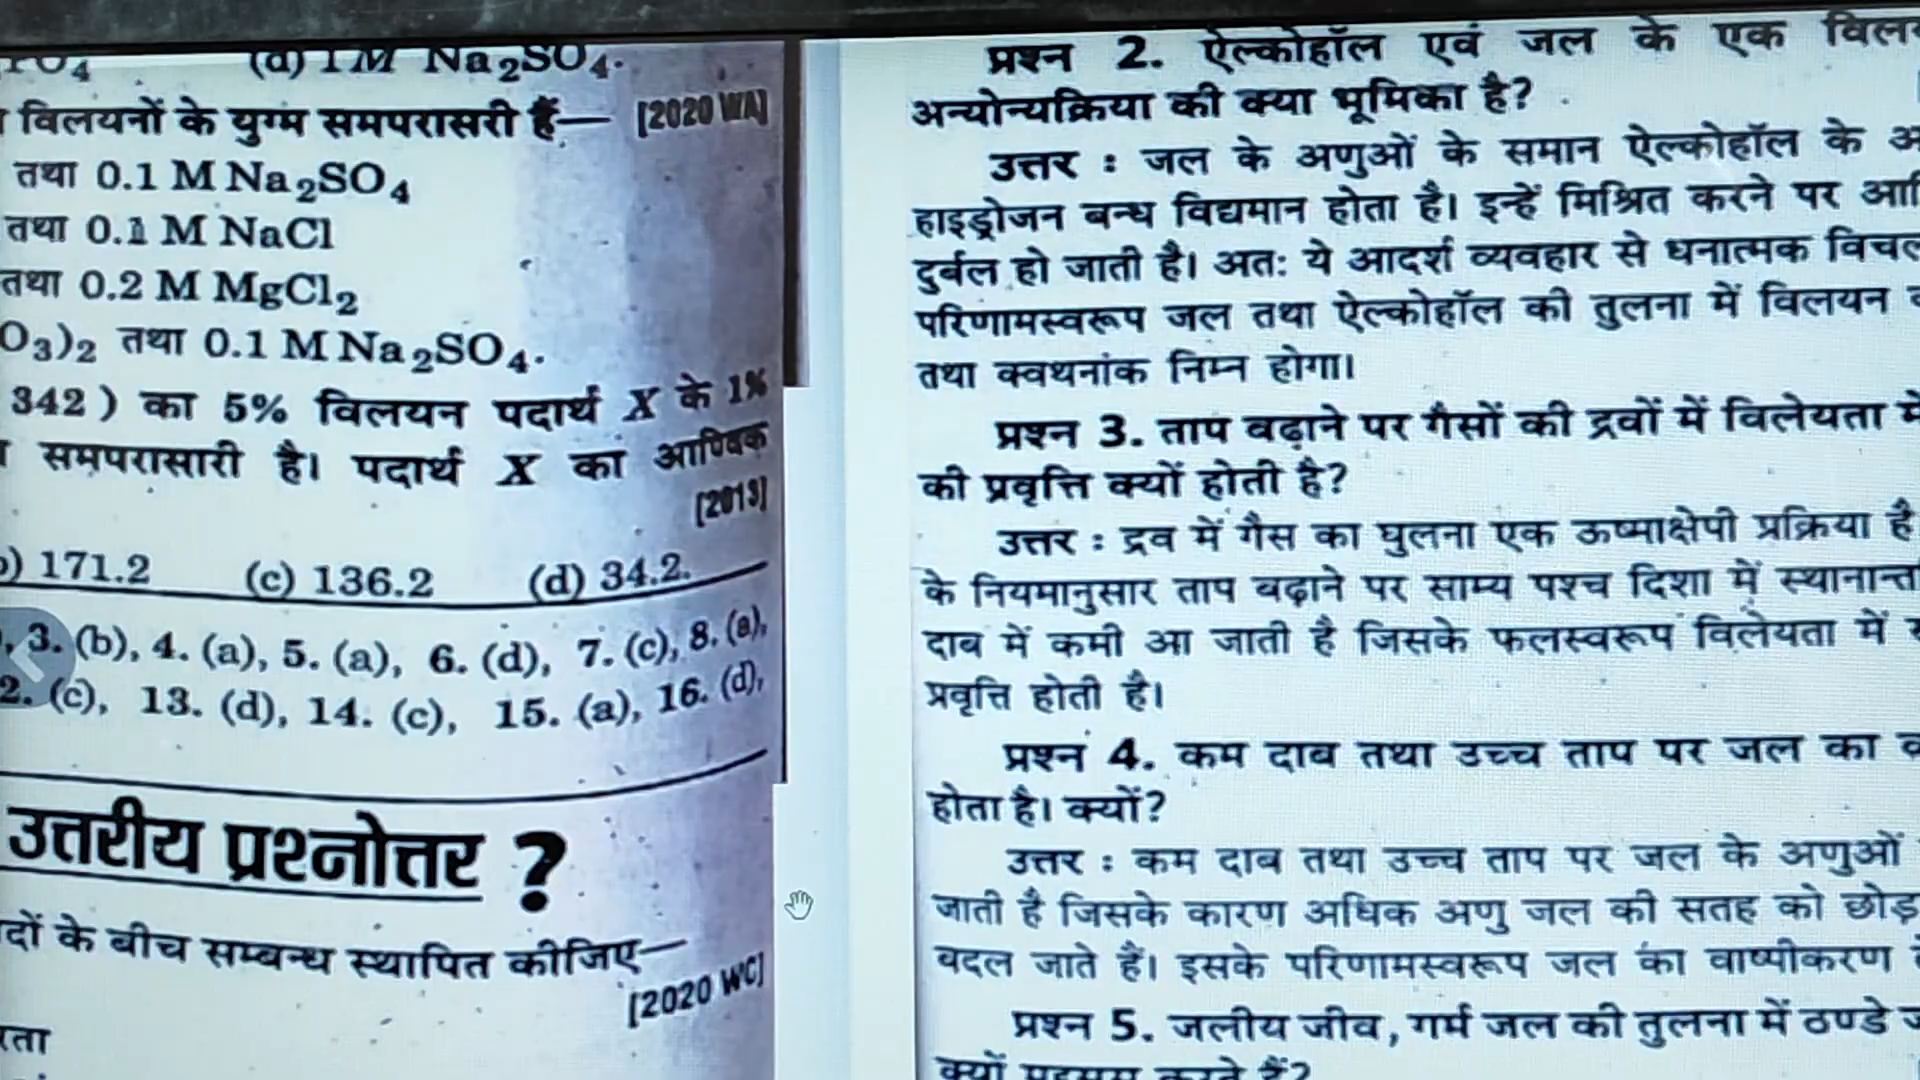 (d) 1M Na₂SO₄.
विलयनों के युग्म समपरासरी हैं— [2020 WA]
तथा 0.1 M Na₂SO₄
तथा 0.1 M NaCl
तथा 0.2 M MgCl₂
O₃)₂ तथा 0.1 M Na₂SO₄.
342 ) का 5% विलयन पदार्थ X के 1%
समपरासारी है। पदार्थ X का आण्विक
[2013]
171.2 (c) 136.2 (d) 34.2.
, 3. (b), 4. (a), 5. (a), 6. (d), 7. (c), 8. (a),
2. (c), 13. (d), 14. (c), 15. (a), 16. (d),
उत्तरीय प्रश्नोत्तर ?
दों के बीच सम्बन्ध स्थापित कीजिए—
[2020 WC]
प्रश्न 2. ऐल्कोहॉल एवं जल के एक
अन्योन्यक्रिया की क्या भूमिका है?
उत्तर : जल के अणुओं के समान ऐल्कोहॉल के
हाइड्रोजन बन्ध विद्यमान होता है। इन्हें मिश्रित करने पर
दुर्बल हो जाती है। अतः ये आदर्श व्यवहार से धनात्मक
परिणामस्वरूप जल तथा ऐल्कोहॉल की तुलना में विलयन
तथा क्वथनांक निम्न होगा।
प्रश्न 3. ताप बढ़ाने पर गैसों की द्रवों में विलेयता में
की प्रवृत्ति क्यों होती है?
उत्तर : द्रव में गैस का घुलना एक ऊष्माक्षेपी प्रक्रिया है
के नियमानुसार ताप बढ़ाने पर साम्य पश्च दिशा में
दाब में कमी आ जाती है जिसके फलस्वरूप विलेयता में
प्रवृत्ति होती है।
प्रश्न 4. कम दाब तथा उच्च ताप पर जल का
होता है। क्यों?
उत्तर : कम दाब तथा उच्च ताप पर जल के अणुओं
जाती है जिसके कारण अधिक अणु जल की सतह को छोड़
बदल जाते हैं। इसके परिणामस्वरूप जल का वाष्पीकरण
प्रश्न 5. जलीय जीव, गर्म जल की तुलना में ठण्डे